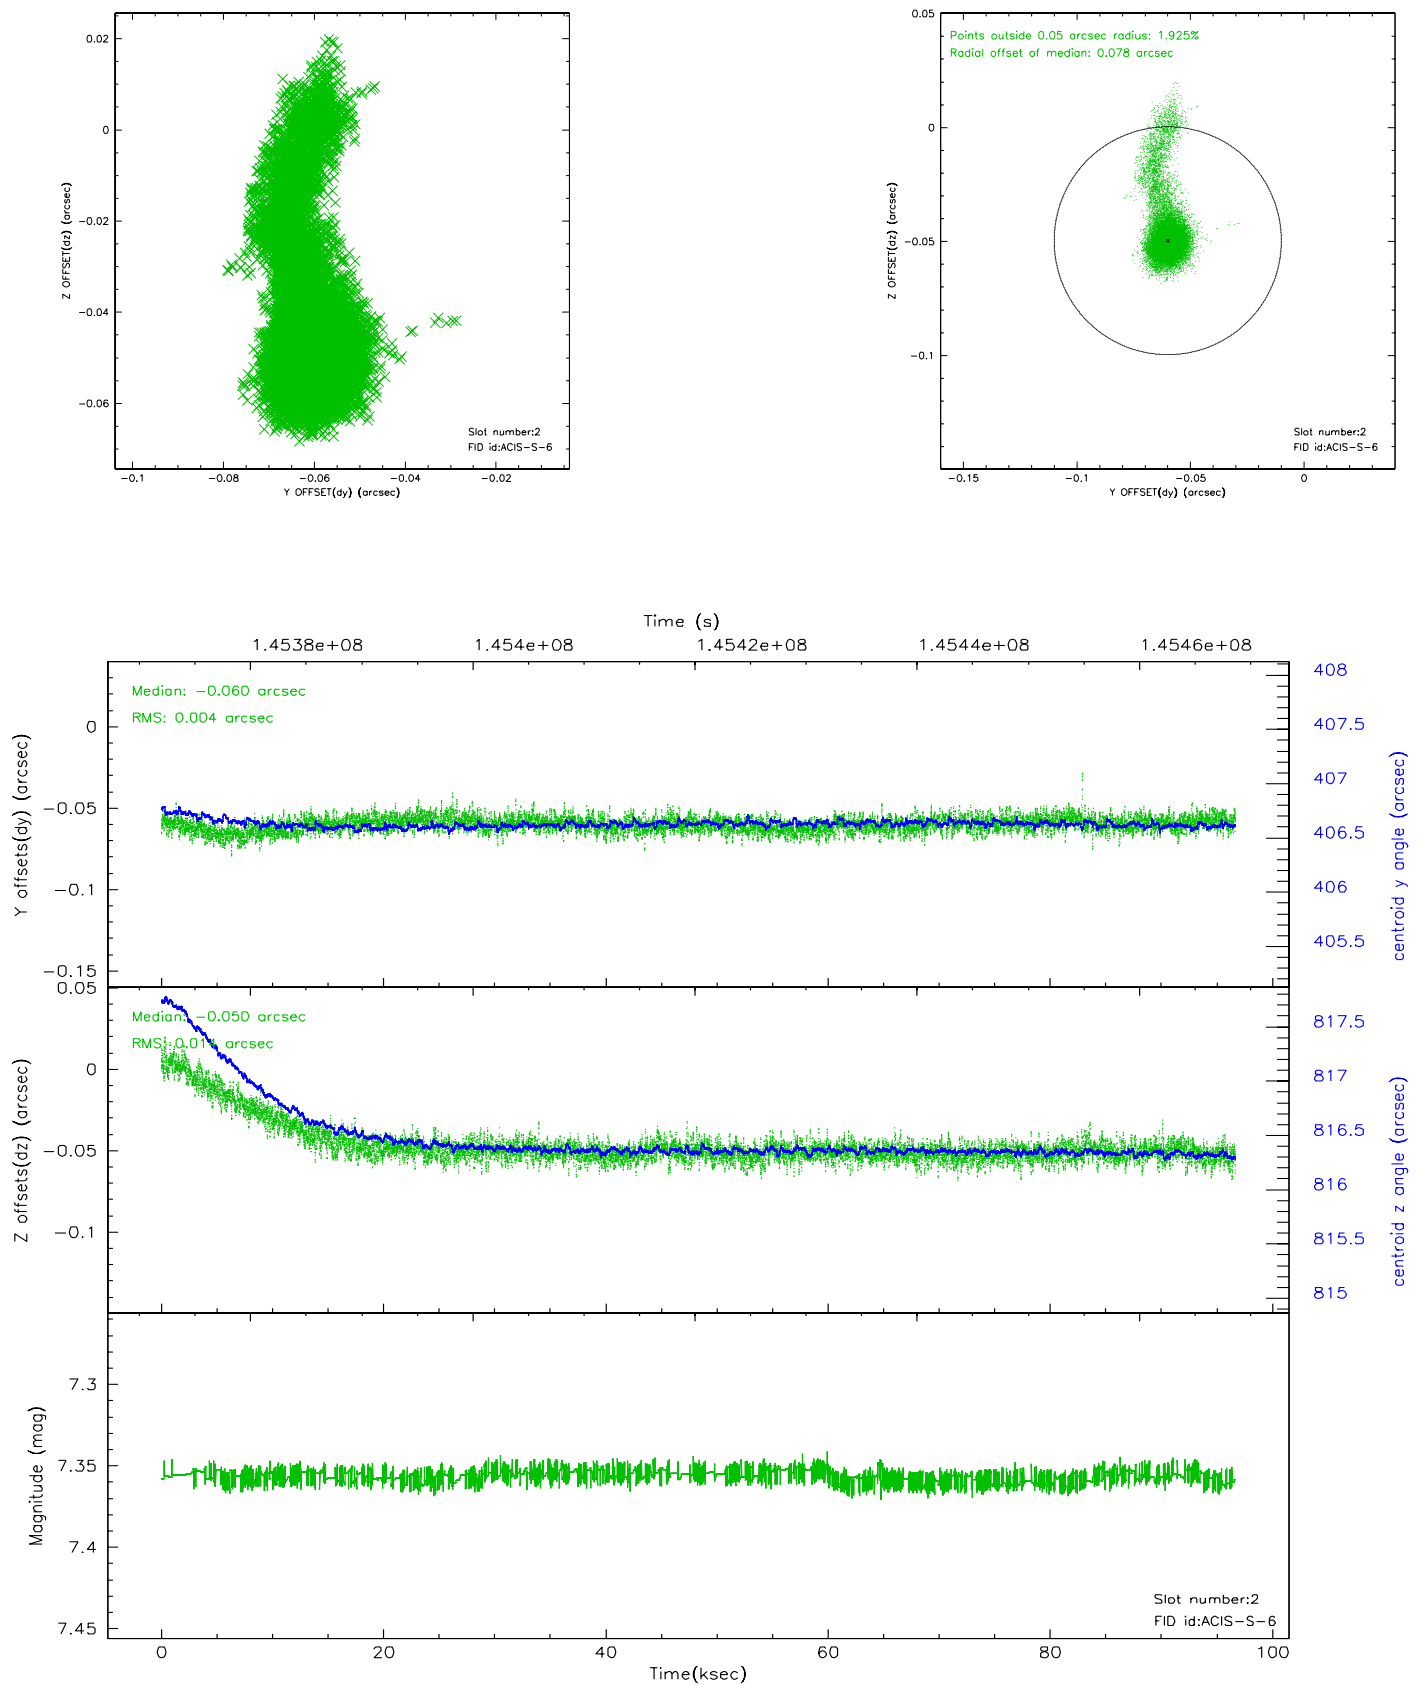 0.02
0
−0.02
−0.04
−0.06
Z OFFSET(dz) (arcsec)
Slot number:2
FID id:ACIS−S−6
−0.1
−0.08
−0.06
−0.04
−0.02
Y OFFSET(dy) (arcsec)
0.05
0
−0.05
−0.1
Z OFFSET(dz) (arcsec)
Points outside 0.05 arcsec radius: 1.925%
Radial offset of median: 0.078 arcsec
Slot number:2
FID id:ACIS−S−6
−0.15
−0.1
−0.05
0
Y OFFSET(dy) (arcsec)
Time (s)
1.4538e+08
1.454e+08
1.4542e+08
1.4544e+08
1.4546e+08
Median: −0.060 arcsec
RMS: 0.004 arcsec
0
−0.05
−0.1
−0.15
Y offsets(dy) (arcsec)
408
407.5
407
406.5
406
405.5
centroid y angle (arcsec)
Median: −0.050 arcsec
RMS: 0.014 arcsec
0.05
0
−0.05
−0.1
Z offsets(dz) (arcsec)
817.5
817
816.5
816
815.5
815
centroid z angle (arcsec)
7.3
7.35
7.4
7.45
Magnitude (mag)
Slot number:2
FID id:ACIS−S−6
0
20
40
60
80
100
Time(ksec)